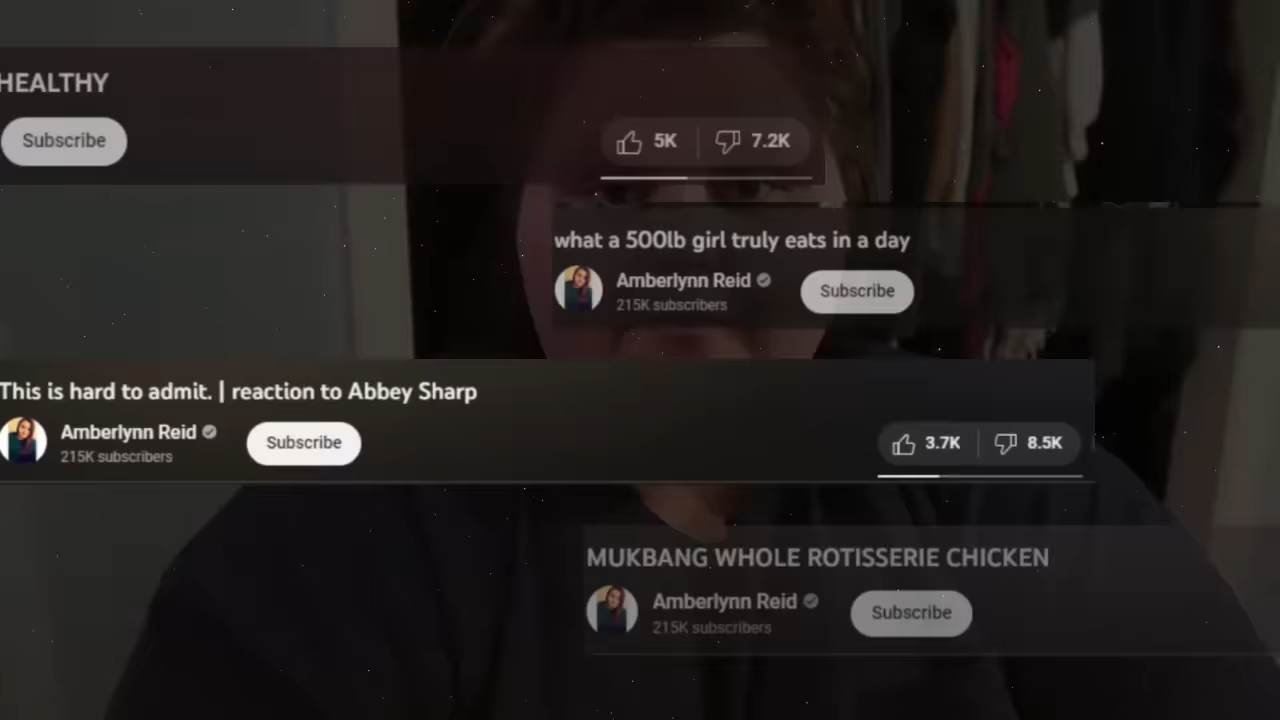 HEALTHY
Subscribe
5K
7.2K
what a 500lb girl truly eats in a day
Amberlynn Reid
215K subscribers
Subscribe
This is hard to admit. | reaction to Abbey Sharp
Amberlynn Reid
215K subscribers
Subscribe
3.7K
8.5K
MUKBANG WHOLE ROTISSERIE CHICKEN
Amberlynn Reid
215K subscribers
Subscribe